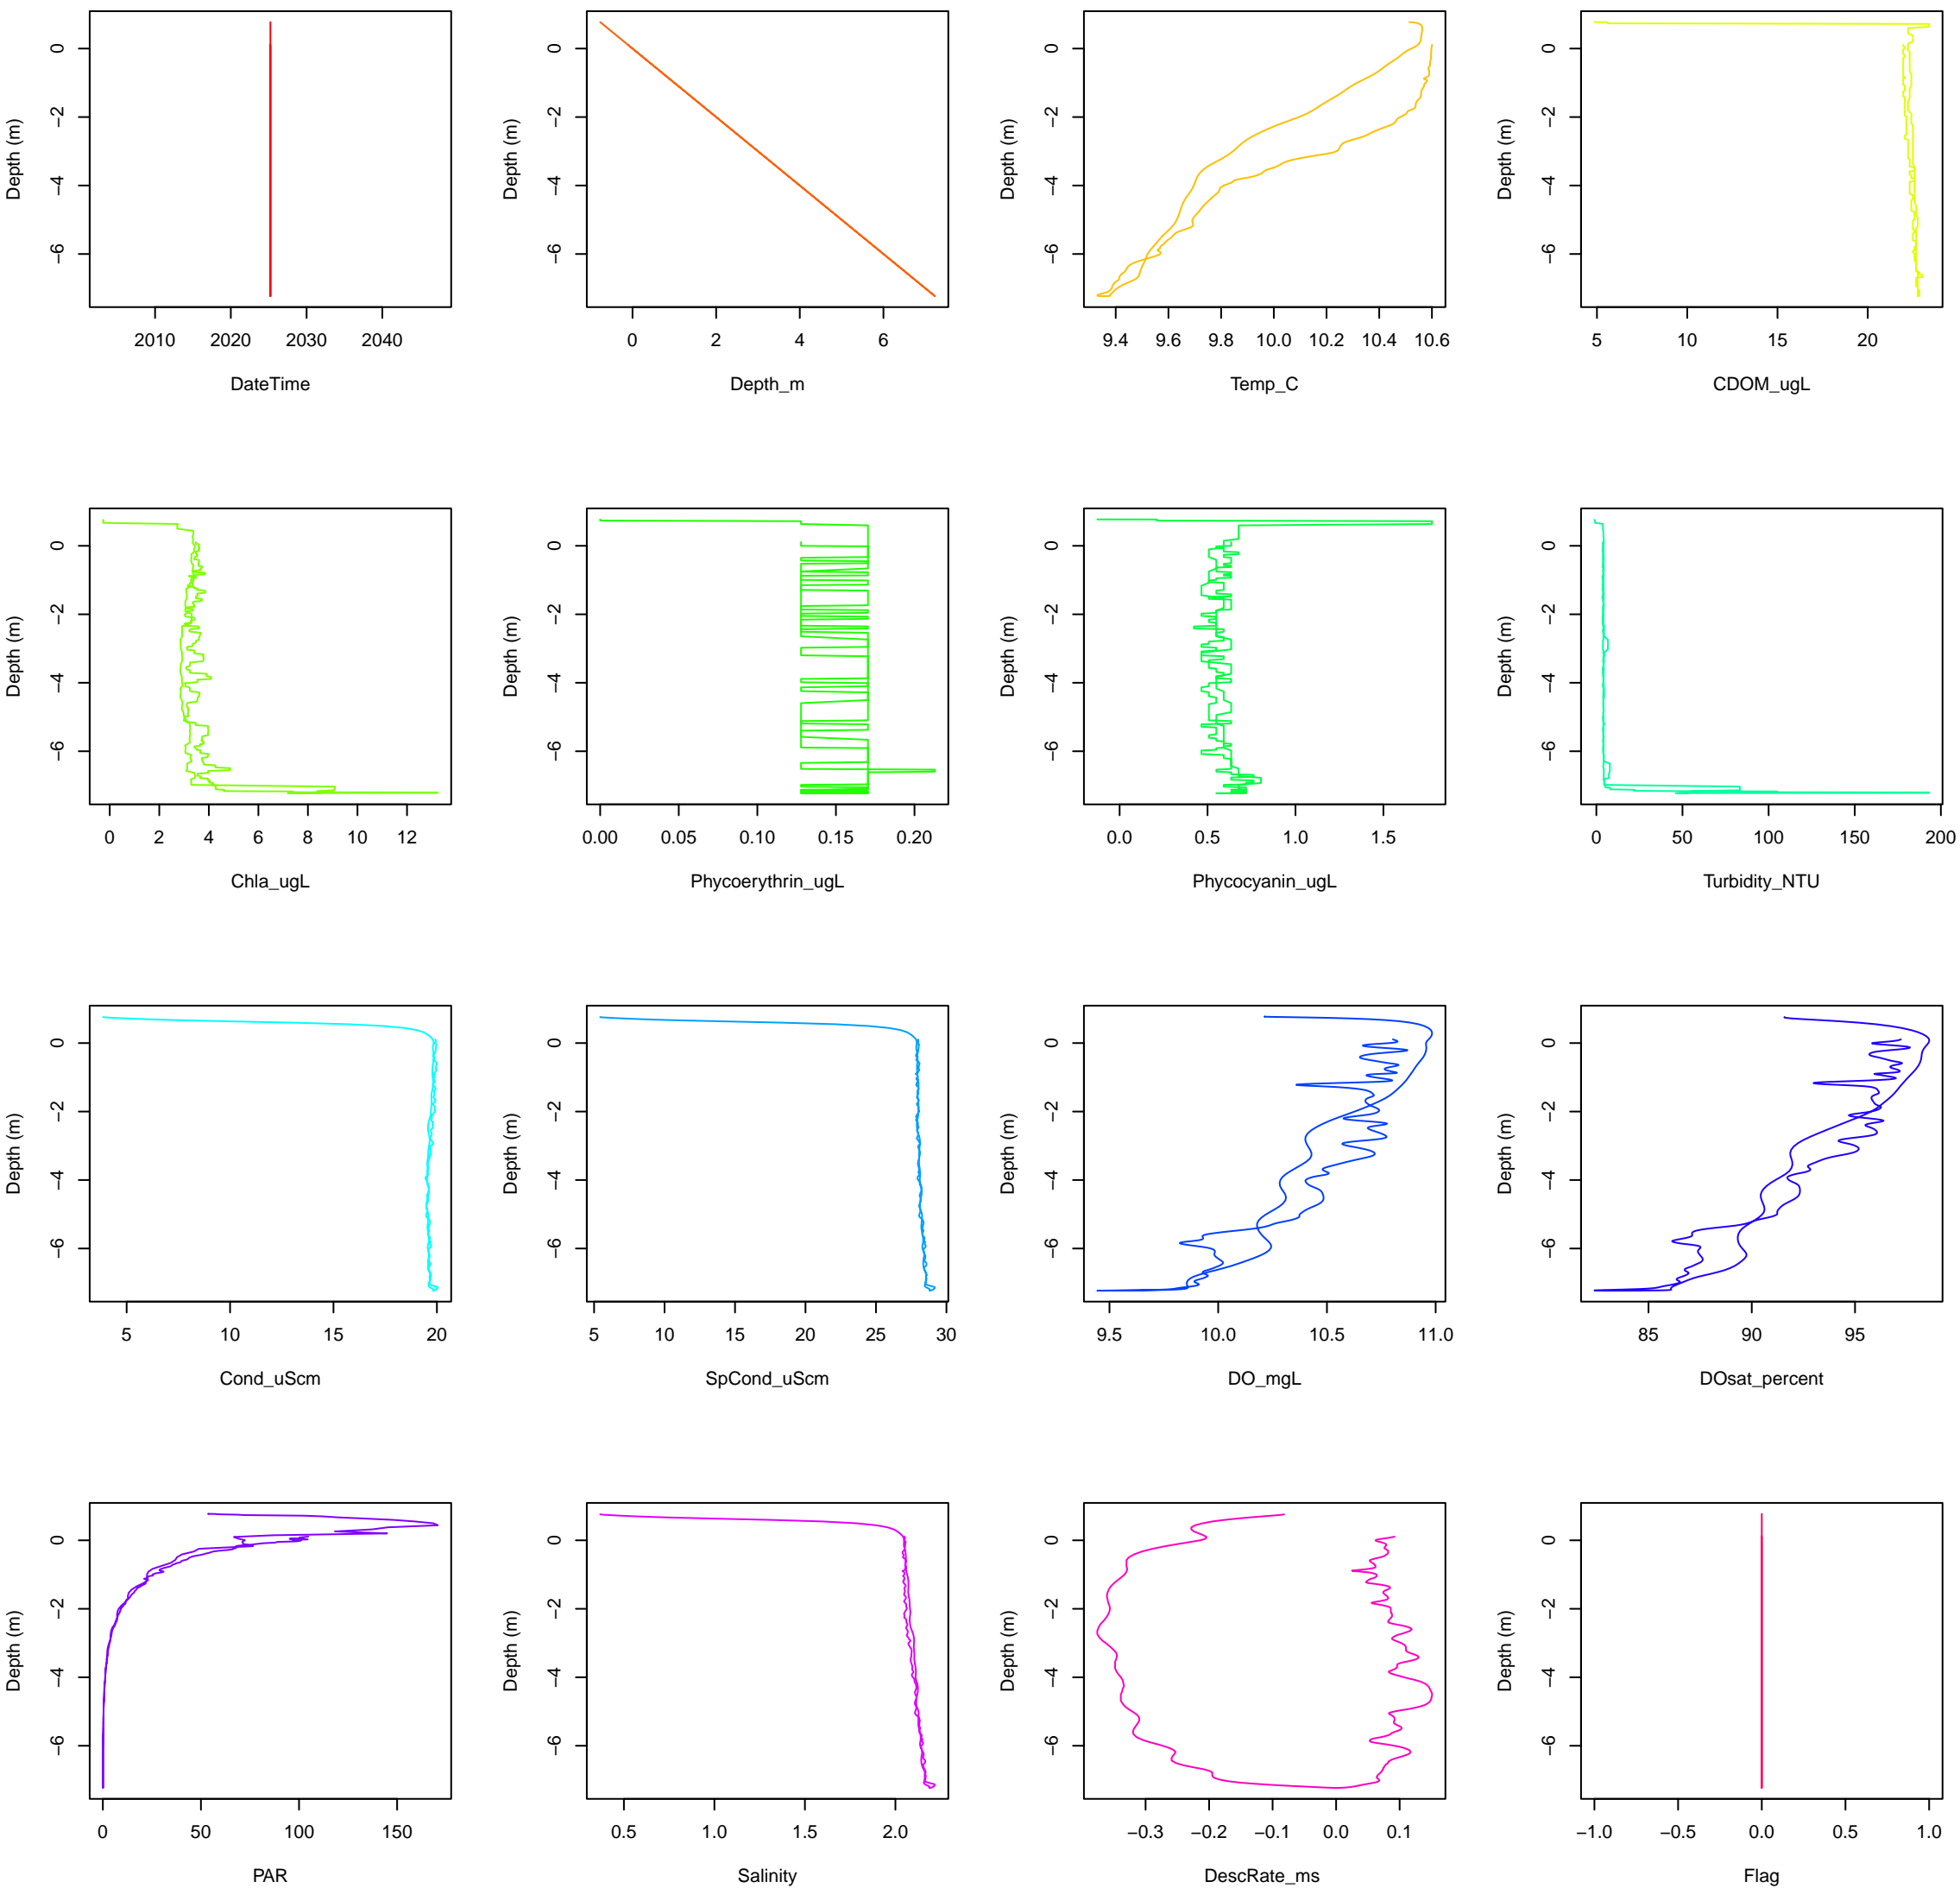 Depth (m)
0
−2
−4
−6
2010 2020 2030 2040
DateTime
Depth (m)
0
−2
−4
−6
0 2 4 6
Depth_m
Depth (m)
0
−2
−4
−6
9.4 9.6 9.8 10.0 10.2 10.4 10.6
Temp_C
Depth (m)
0
−2
−4
−6
5 10 15 20
CDOM_ugL
Depth (m)
0
−2
−4
−6
0 2 4 6 8 10 12
Chla_ugL
Depth (m)
0
−2
−4
−6
0.00 0.05 0.10 0.15 0.20
Phycoerythrin_ugL
Depth (m)
0
−2
−4
−6
0.0 0.5 1.0 1.5
Phycocyanin_ugL
Depth (m)
0
−2
−4
−6
0 50 100 150 200
Turbidity_NTU
Depth (m)
0
−2
−4
−6
5 10 15 20
Cond_uScm
Depth (m)
0
−2
−4
−6
5 10 15 20 25 30
SpCond_uScm
Depth (m)
0
−2
−4
−6
9.5 10.0 10.5 11.0
DO_mgL
Depth (m)
0
−2
−4
−6
85 90 95
DOsat_percent
Depth (m)
0
−2
−4
−6
0 50 100 150
PAR
Depth (m)
0
−2
−4
−6
0.5 1.0 1.5 2.0
Salinity
Depth (m)
0
−2
−4
−6
−0.3 −0.2 −0.1 0.0 0.1
DescRate_ms
Depth (m)
0
−2
−4
−6
−1.0 −0.5 0.0 0.5 1.0
Flag